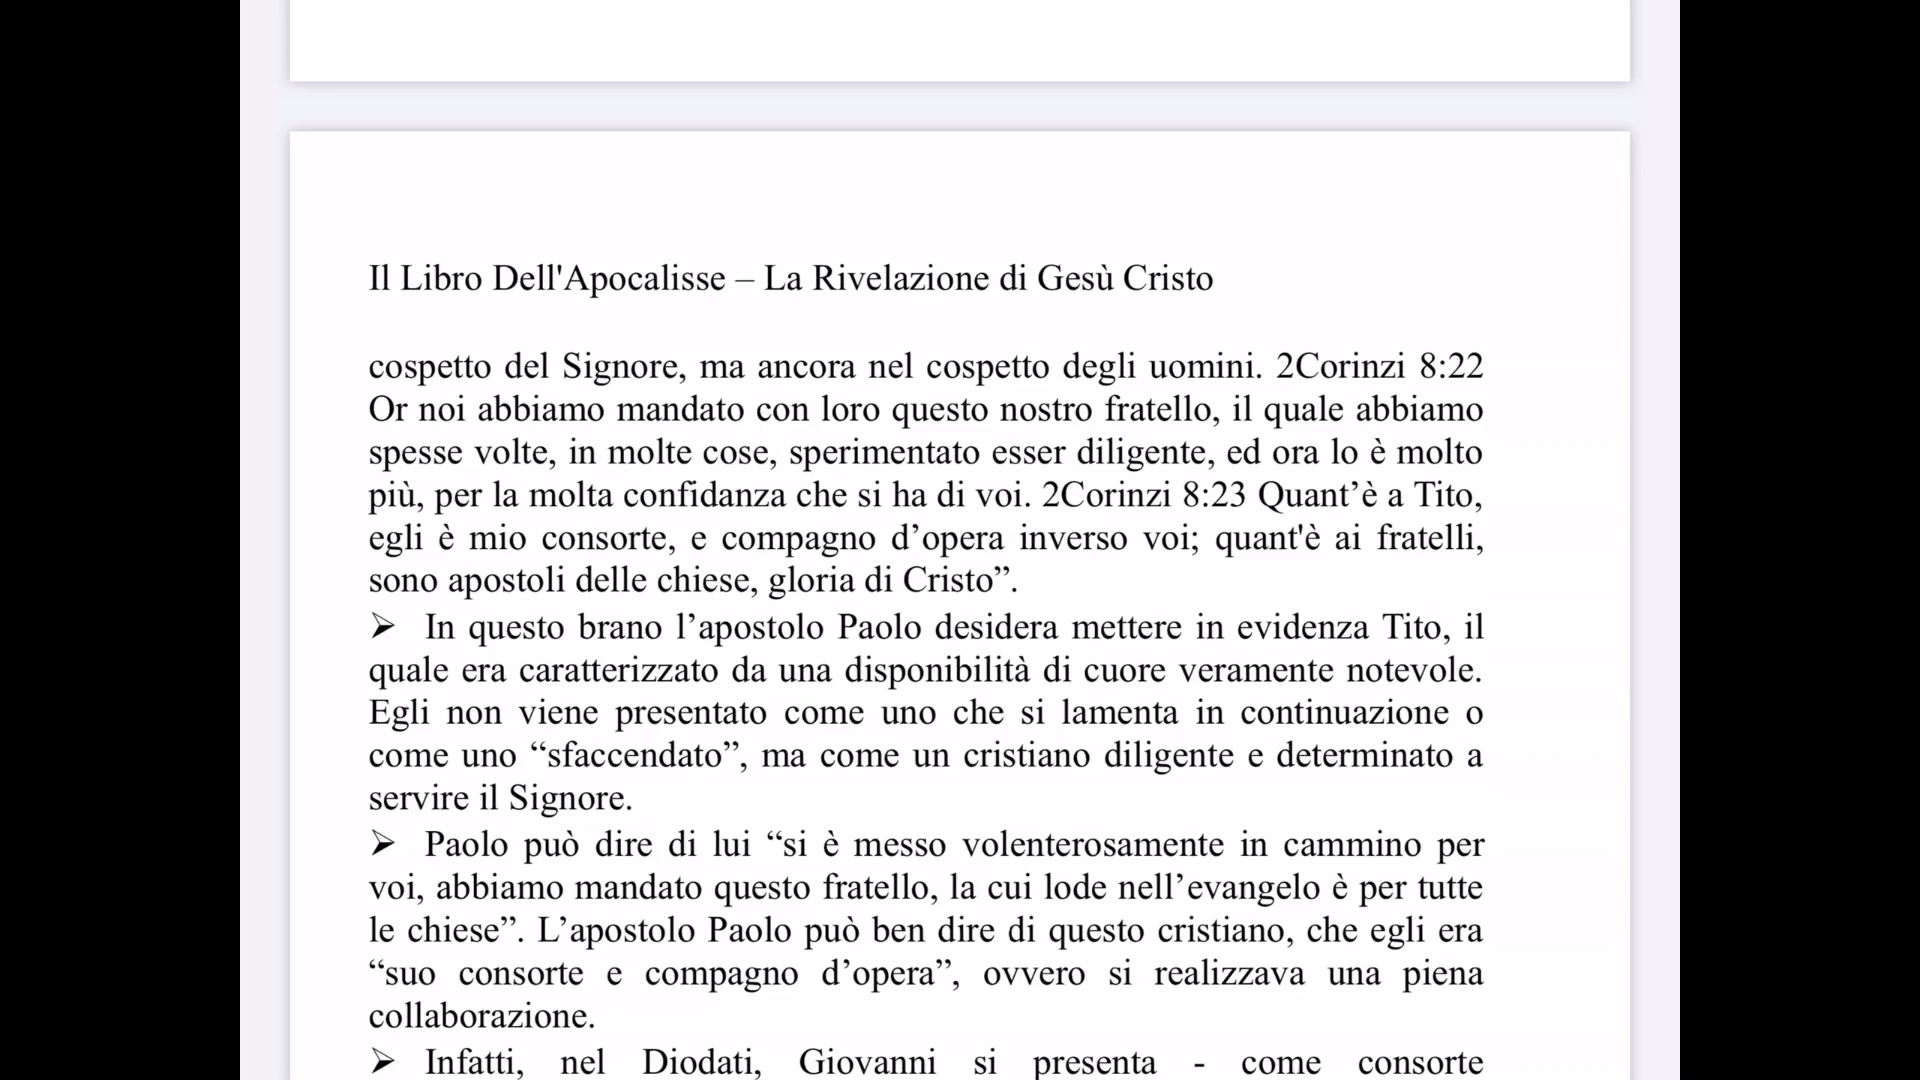 Il Libro Dell'Apocalisse – La Rivelazione di Gesù Cristo
cospetto del Signore, ma ancora nel cospetto degli uomini. 2Corinzi 8:22
Or noi abbiamo mandato con loro questo nostro fratello, il quale abbiamo
spesse volte, in molte cose, sperimentato esser diligente, ed ora lo è molto
più, per la molta confidanza che si ha di voi. 2Corinzi 8:23 Quant’è a Tito,
egli è mio consorte, e compagno d’opera inverso voi; quant'è ai fratelli,
sono apostoli delle chiese, gloria di Cristo”.
➢ In questo brano l’apostolo Paolo desidera mettere in evidenza Tito, il
quale era caratterizzato da una disponibilità di cuore veramente notevole.
Egli non viene presentato come uno che si lamenta in continuazione o
come uno “sfaccendato”, ma come un cristiano diligente e determinato a
servire il Signore.
➢ Paolo può dire di lui “si è messo volenterosamente in cammino per
voi, abbiamo mandato questo fratello, la cui lode nell’evangelo è per tutte
le chiese”. L’apostolo Paolo può ben dire di questo cristiano, che egli era
“suo consorte e compagno d’opera”, ovvero si realizzava una piena
collaborazione.
➢ Infatti, nel Diodati, Giovanni si presenta - come consorte